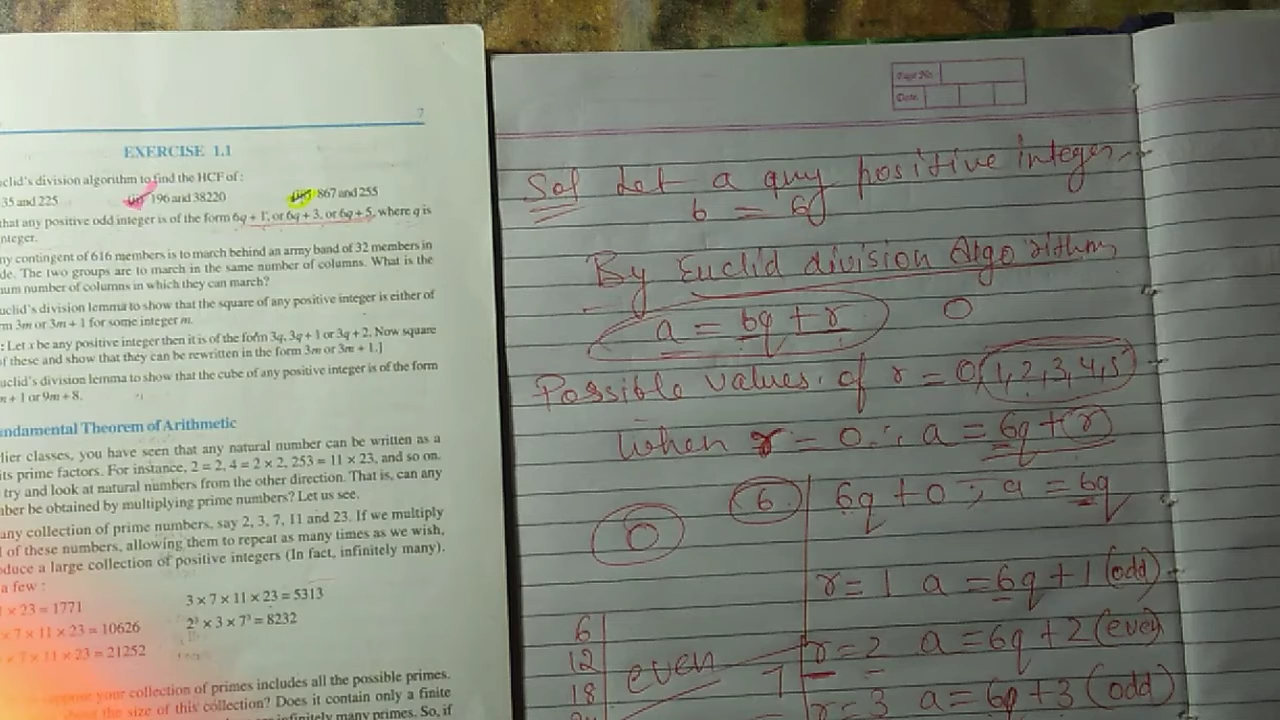 7
EXERCISE 1.1
uclid's division algorithm to find the HCF of :
35 and 225 196 and 38220 867 and 255
that any positive odd integer is of the form 6q + 1, or 6q + 3, or 6q + 5, where q is
nteger.
ny contingent of 616 members is to march behind an army band of 32 members in
de. The two groups are to march in the same number of columns. What is the
num number of columns in which they can march?
uclid's division lemma to show that the square of any positive integer is either of
rm 3m or 3m + 1 for some integer m.
: Let x be any positive integer then it is of the form 3q, 3q + 1 or 3q + 2. Now square
f these and show that they can be rewritten in the form 3m or 3m + 1.]
uclid's division lemma to show that the cube of any positive integer is of the form
+ 1 or 9m + 8.
ndamental Theorem of Arithmetic
lier classes, you have seen that any natural number can be written as a
its prime factors. For instance, 2 = 2, 4 = 2 × 2, 253 = 11 × 23, and so on.
try and look at natural numbers from the other direction. That is, can any
ber be obtained by multiplying prime numbers? Let us see.
any collection of prime numbers, say 2, 3, 7, 11 and 23. If we multiply
l of these numbers, allowing them to repeat as many times as we wish,
duce a large collection of positive integers (In fact, infinitely many).
a few :
× 23 = 1771 3 × 7 × 11 × 23 = 5313
× 7 × 11 × 23 = 10626 2³ × 3 × 7³ = 8232
× 7 × 11 × 23 = 21252
your collection of primes includes all the possible primes.
the size of this collection? Does it contain only a finite
infinitely many primes. So, if
Page No.
Date
Sol Let a any positive integer
b = 6
By Euclid division Algorithm
a = 6q + r 0
Possible values of r = 0, 1, 2, 3, 4, 5
When r = 0 ∴ a = 6q + r
0 6 6q + 0 ; a = 6q
r = 1 a = 6q + 1 (odd)
6
12 even r = 2 a = 6q + 2 (even)
18 r = 3 a = 6q + 3 (odd)